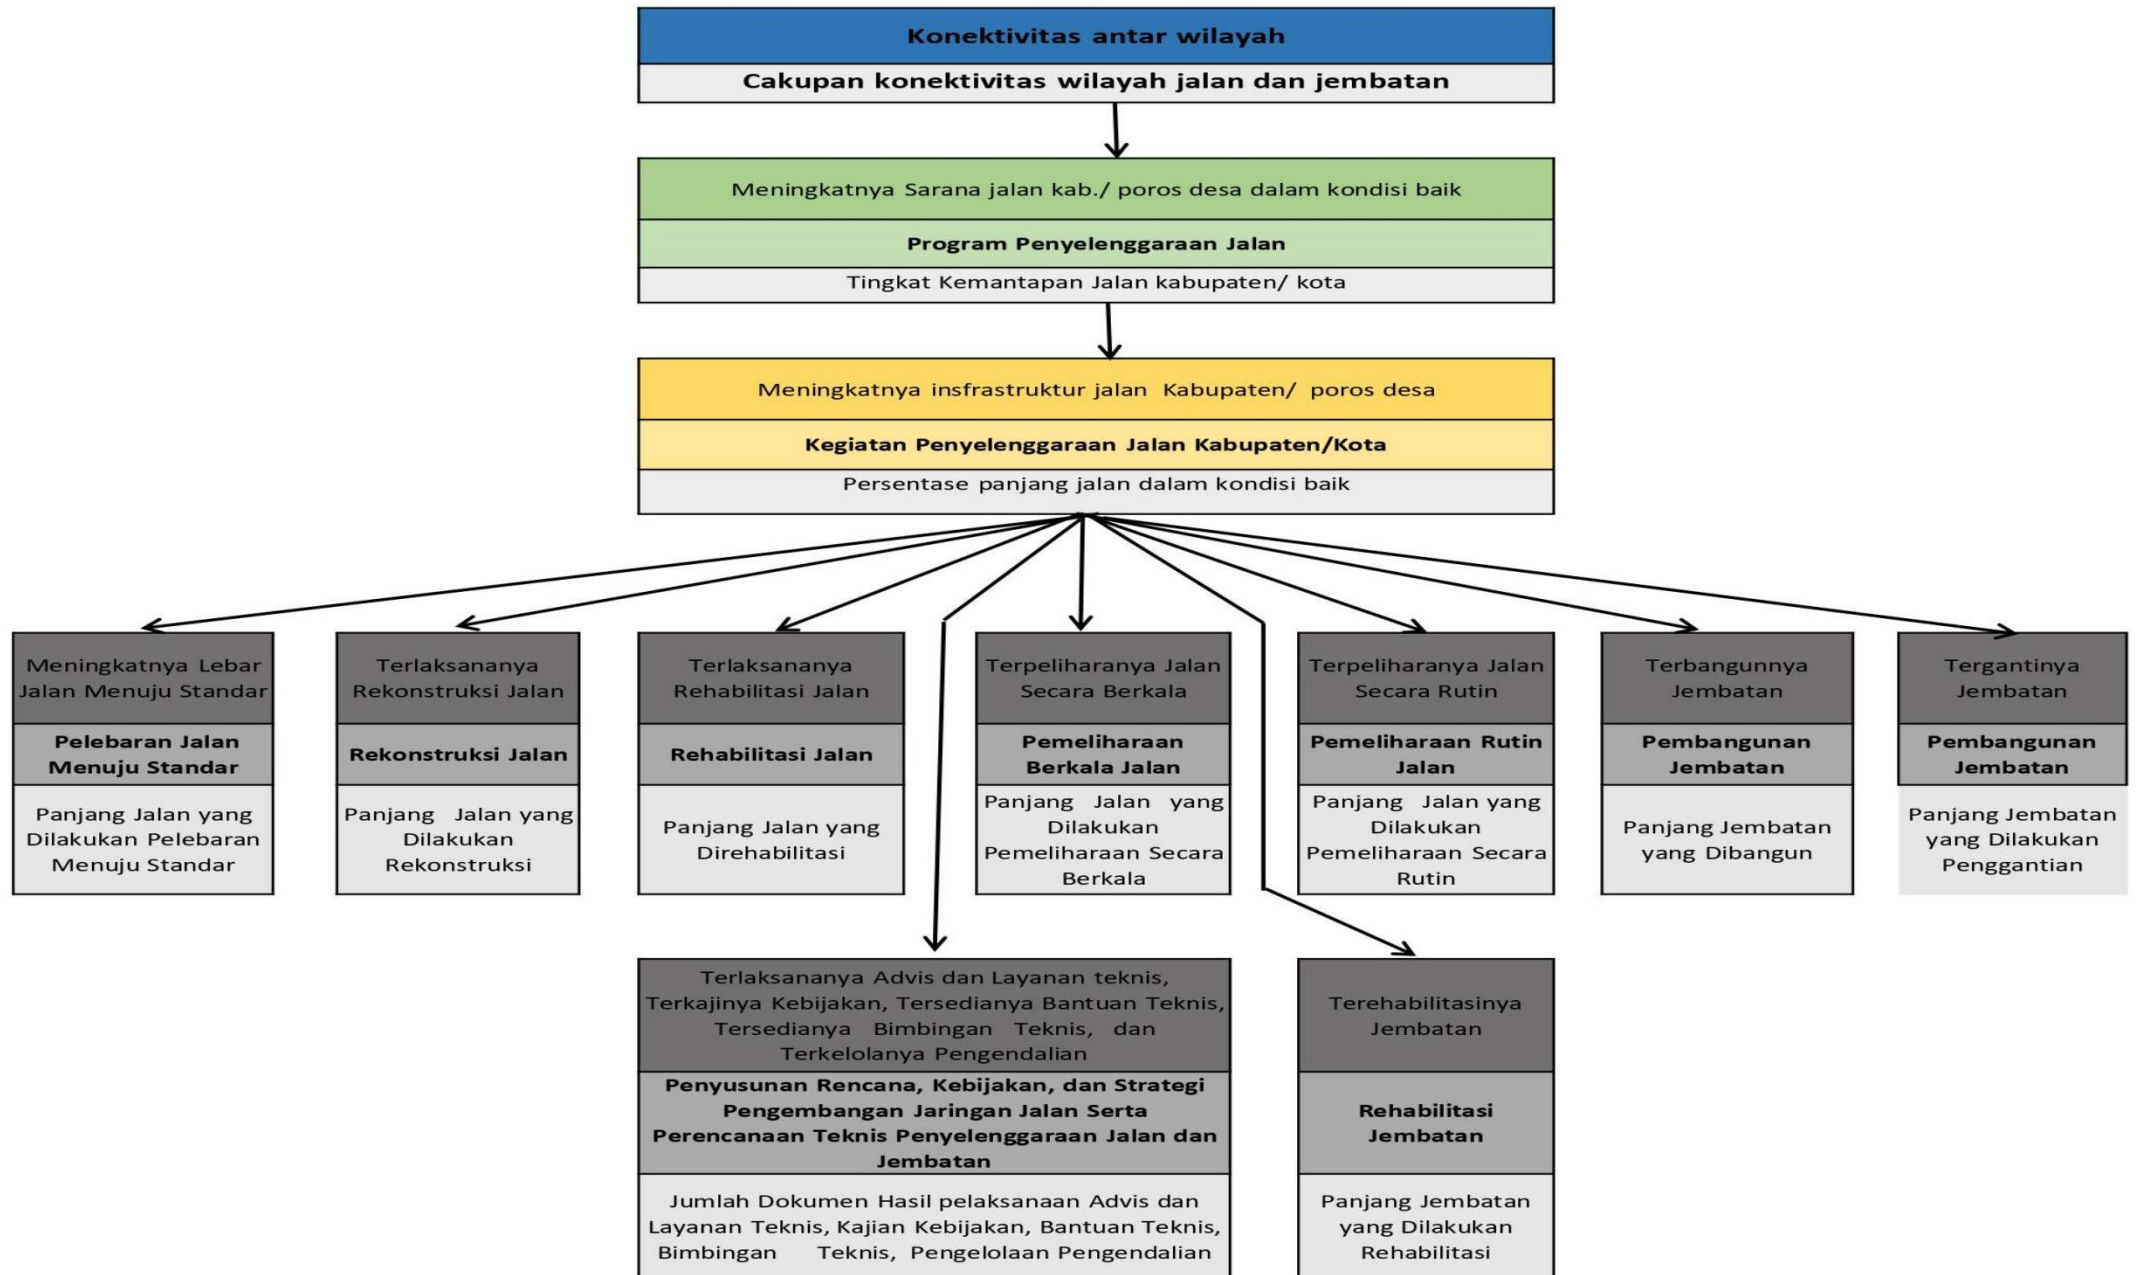 Konektivitas antar wilayah
Cakupan konektivitas wilayah jalan dan jembatan
Meningkatnya Sarana jalan kab./ poros desa dalam kondisi baik
Program Penyelenggaraan Jalan
Tingkat Kemantapan Jalan kabupaten/ kota
Meningkatnya insfrastruktur jalan Kabupaten/ poros desa
Kegiatan Penyelenggaraan Jalan Kabupaten/Kota
Persentase panjang jalan dalam kondisi baik
Meningkatnya Lebar
Jalan Menuju Standar
Pelebaran Jalan
Menuju Standar
Panjang Jalan yang
Dilakukan Pelebaran
Menuju Standar
Terlaksananya
Rekonstruksi Jalan
Rekonstruksi Jalan
Panjang Jalan yang
Dilakukan
Rekonstruksi
Terlaksananya
Rehabilitasi Jalan
Rehabilitasi Jalan
Panjang Jalan yang
Direhabilitasi
Terpeliharanya Jalan
Secara Berkala
Pemeliharaan
Berkala Jalan
Panjang Jalan yang
Dilakukan
Pemeliharaan Secara
Berkala
Terpeliharanya Jalan
Secara Rutin
Pemeliharaan Rutin
Jalan
Panjang Jalan yang
Dilakukan
Pemeliharaan Secara
Rutin
Terbangunnya
Jembatan
Pembangunan
Jembatan
Panjang Jembatan
yang Dibangun
Tergantinya
Jembatan
Pembangunan
Jembatan
Panjang Jembatan
yang Dilakukan
Penggantian
Terlaksananya Advis dan Layanan teknis,
Terkajinya Kebijakan, Tersedianya Bantuan Teknis,
Tersedianya Bimbingan Teknis, dan
Terkelolanya Pengendalian
Penyusunan Rencana, Kebijakan, dan Strategi
Pengembangan Jaringan Jalan Serta
Perencanaan Teknis Penyelenggaraan Jalan dan
Jembatan
Jumlah Dokumen Hasil pelaksanaan Advis dan
Layanan Teknis, Kajian Kebijakan, Bantuan Teknis,
Bimbingan Teknis, Pengelolaan Pengendalian
Terehabilitasinya
Jembatan
Rehabilitasi
Jembatan
Panjang Jembatan
yang Dilakukan
Rehabilitasi